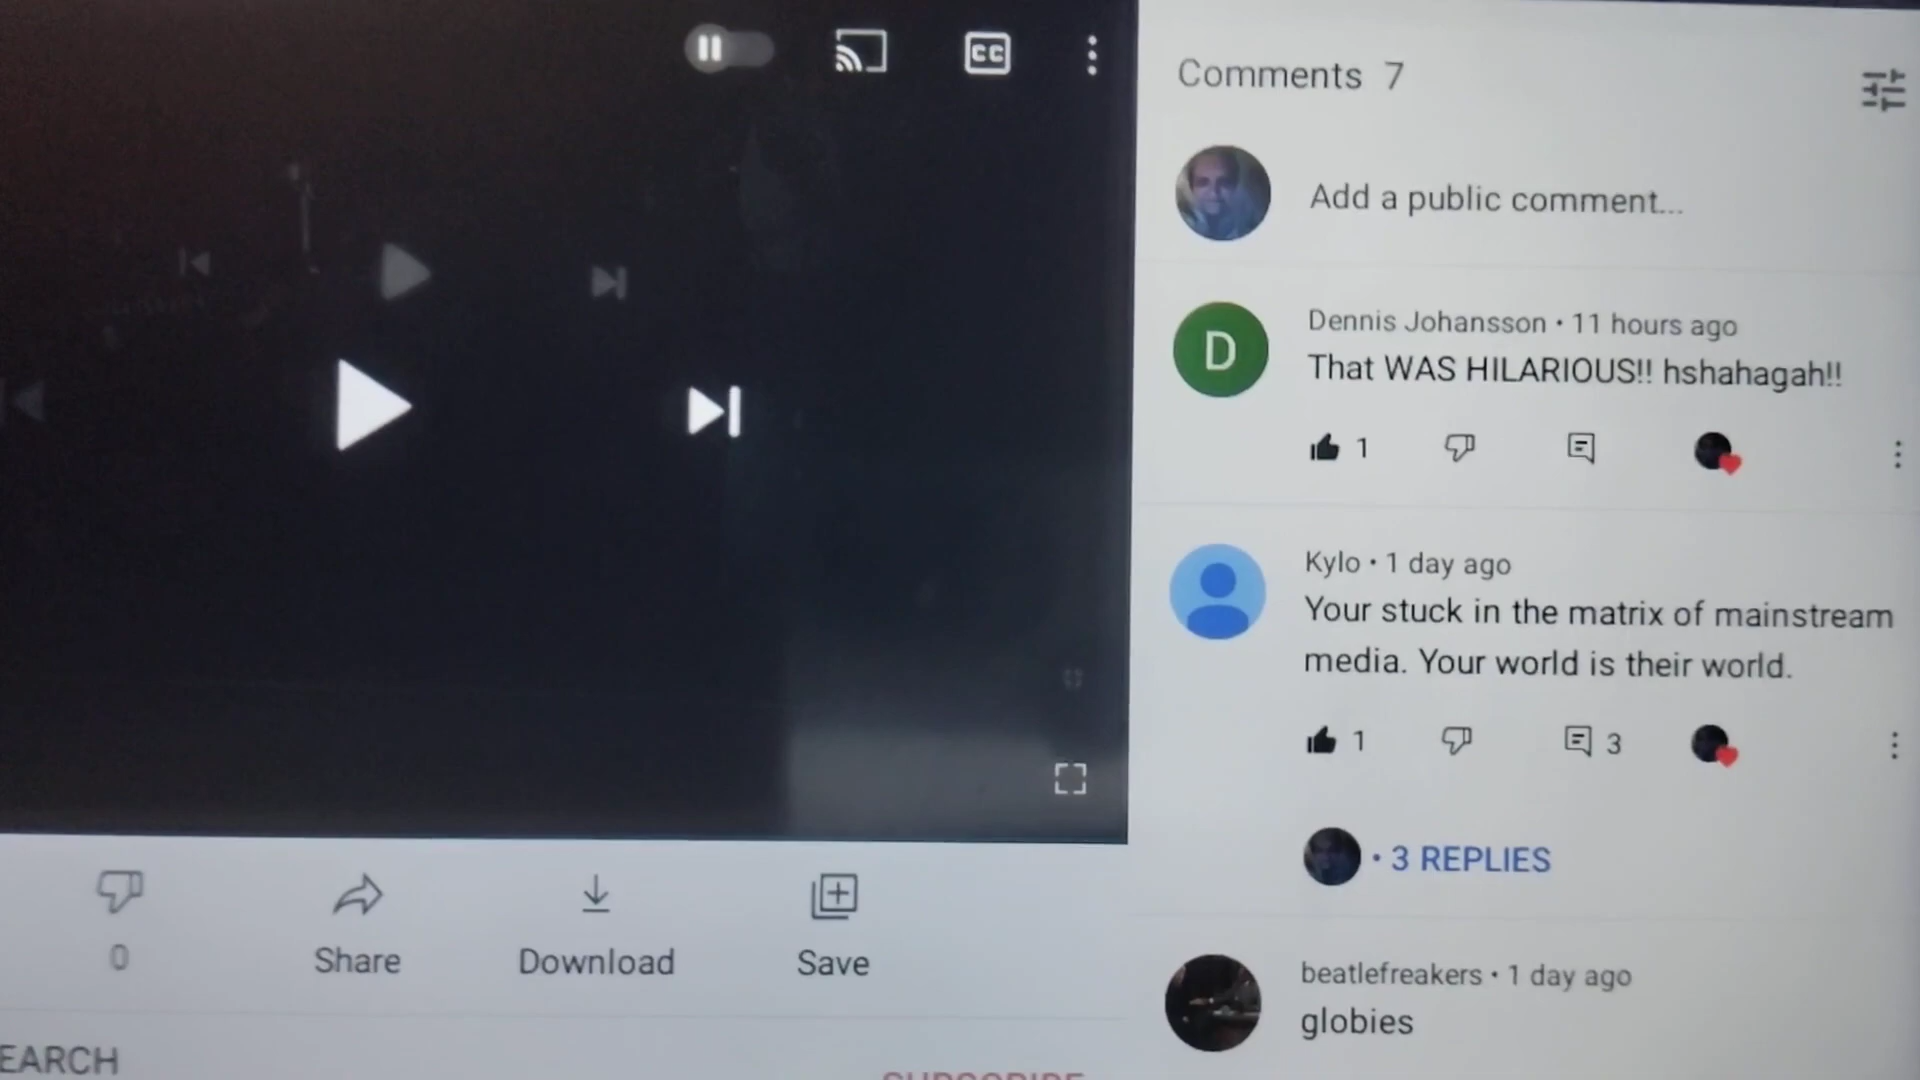 CC
Comments 7
Add a public comment...
D
Dennis Johansson • 11 hours ago
That WAS HILARIOUS!! hshahagah!!
1
Kylo • 1 day ago
Your stuck in the matrix of mainstream
media. Your world is their world.
1 3
• 3 REPLIES
beatlefreakers • 1 day ago
globies
0
Share
Download
Save
EARCH
SUBSCRIBE